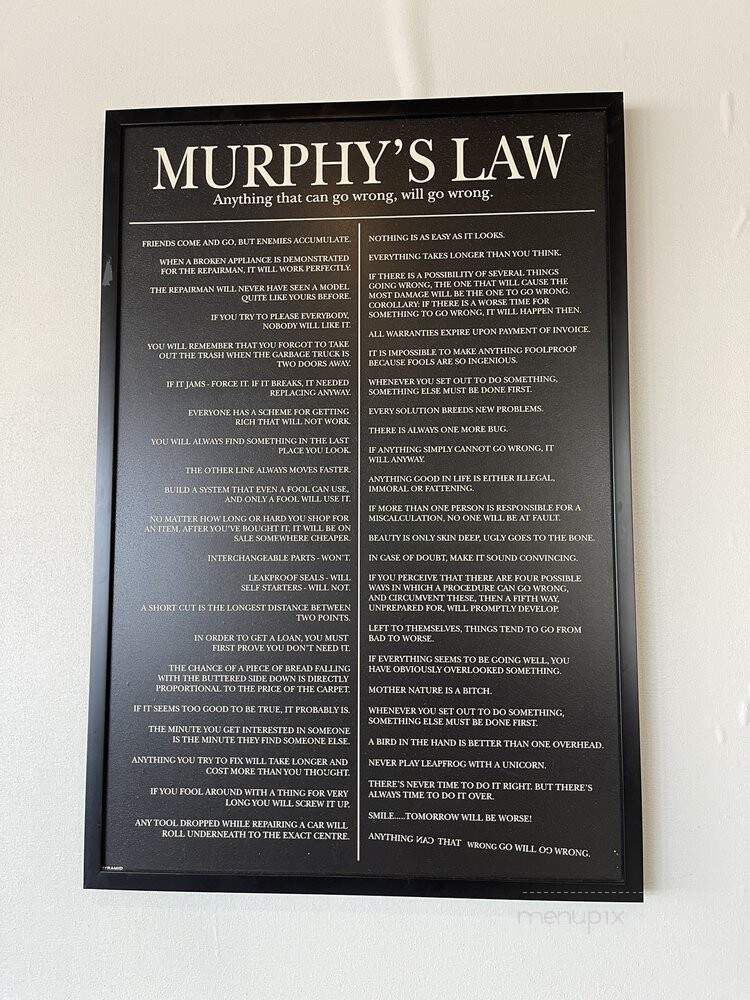 MURPHY'S LAW
Anything that can go wrong, will go wrong.
FRIENDS COME AND GO, BUT ENEMIES ACCUMULATE.
WHEN A BROKEN APPLIANCE IS DEMONSTRATED
FOR THE REPAIRMAN, IT WILL WORK PERFECTLY.
THE REPAIRMAN WILL NEVER HAVE SEEN A MODEL
QUITE LIKE YOURS BEFORE.
IF YOU TRY TO PLEASE EVERYBODY,
NOBODY WILL LIKE IT.
YOU WILL REMEMBER THAT YOU FORGOT TO TAKE
OUT THE TRASH WHEN THE GARBAGE TRUCK IS
TWO DOORS AWAY.
IF IT JAMS - FORCE IT. IF IT BREAKS, IT NEEDED
REPLACING ANYWAY.
EVERYONE HAS A SCHEME FOR GETTING
RICH THAT WILL NOT WORK.
YOU WILL ALWAYS FIND SOMETHING IN THE LAST
PLACE YOU LOOK.
THE OTHER LINE ALWAYS MOVES FASTER.
BUILD A SYSTEM THAT EVEN A FOOL CAN USE,
AND ONLY A FOOL WILL USE IT.
NO MATTER HOW LONG OR HARD YOU SHOP FOR
AN ITEM, AFTER YOU'VE BOUGHT IT, IT WILL BE ON
SALE SOMEWHERE CHEAPER.
INTERCHANGEABLE PARTS - WON'T.
LEAKPROOF SEALS - WILL
SELF STARTERS - WILL NOT.
A SHORT CUT IS THE LONGEST DISTANCE BETWEEN
TWO POINTS.
IN ORDER TO GET A LOAN, YOU MUST
FIRST PROVE YOU DON'T NEED IT.
THE CHANCE OF A PIECE OF BREAD FALLING
WITH THE BUTTERED SIDE DOWN IS DIRECTLY
PROPORTIONAL TO THE PRICE OF THE CARPET.
IF IT SEEMS TOO GOOD TO BE TRUE, IT PROBABLY IS.
THE MINUTE YOU GET INTERESTED IN SOMEONE
IS THE MINUTE THEY FIND SOMEONE ELSE.
ANYTHING YOU TRY TO FIX WILL TAKE LONGER AND
COST MORE THAN YOU THOUGHT.
IF YOU FOOL AROUND WITH A THING FOR VERY
LONG YOU WILL SCREW IT UP.
ANY TOOL DROPPED WHILE REPAIRING A CAR WILL
ROLL UNDERNEATH TO THE EXACT CENTRE.
NOTHING IS AS EASY AS IT LOOKS.
EVERYTHING TAKES LONGER THAN YOU THINK.
IF THERE IS A POSSIBILITY OF SEVERAL THINGS
GOING WRONG, THE ONE THAT WILL CAUSE THE
MOST DAMAGE WILL BE THE ONE TO GO WRONG.
COROLLARY: IF THERE IS A WORSE TIME FOR
SOMETHING TO GO WRONG, IT WILL HAPPEN THEN.
ALL WARRANTIES EXPIRE UPON PAYMENT OF INVOICE.
IT IS IMPOSSIBLE TO MAKE ANYTHING FOOLPROOF
BECAUSE FOOLS ARE SO INGENIOUS.
WHENEVER YOU SET OUT TO DO SOMETHING,
SOMETHING ELSE MUST BE DONE FIRST.
EVERY SOLUTION BREEDS NEW PROBLEMS.
THERE IS ALWAYS ONE MORE BUG.
IF ANYTHING SIMPLY CANNOT GO WRONG, IT
WILL ANYWAY.
ANYTHING GOOD IN LIFE IS EITHER ILLEGAL,
IMMORAL OR FATTENING.
IF MORE THAN ONE PERSON IS RESPONSIBLE FOR A
MISCALCULATION, NO ONE WILL BE AT FAULT.
BEAUTY IS ONLY SKIN DEEP, UGLY GOES TO THE BONE.
IN CASE OF DOUBT, MAKE IT SOUND CONVINCING.
IF YOU PERCEIVE THAT THERE ARE FOUR POSSIBLE
WAYS IN WHICH A PROCEDURE CAN GO WRONG,
AND CIRCUMVENT THESE, THEN A FIFTH WAY,
UNPREPARED FOR, WILL PROMPTLY DEVELOP.
LEFT TO THEMSELVES, THINGS TEND TO GO FROM
BAD TO WORSE.
IF EVERYTHING SEEMS TO BE GOING WELL, YOU
HAVE OBVIOUSLY OVERLOOKED SOMETHING.
MOTHER NATURE IS A BITCH.
WHENEVER YOU SET OUT TO DO SOMETHING,
SOMETHING ELSE MUST BE DONE FIRST.
A BIRD IN THE HAND IS BETTER THAN ONE OVERHEAD.
NEVER PLAY LEAPFROG WITH A UNICORN.
THERE'S NEVER TIME TO DO IT RIGHT. BUT THERE'S
ALWAYS TIME TO DO IT OVER.
SMILE.....TOMORROW WILL BE WORSE!
ANYTHING CAN THAT WRONG GO WILL GO WRONG.
PYRAMID
menupix